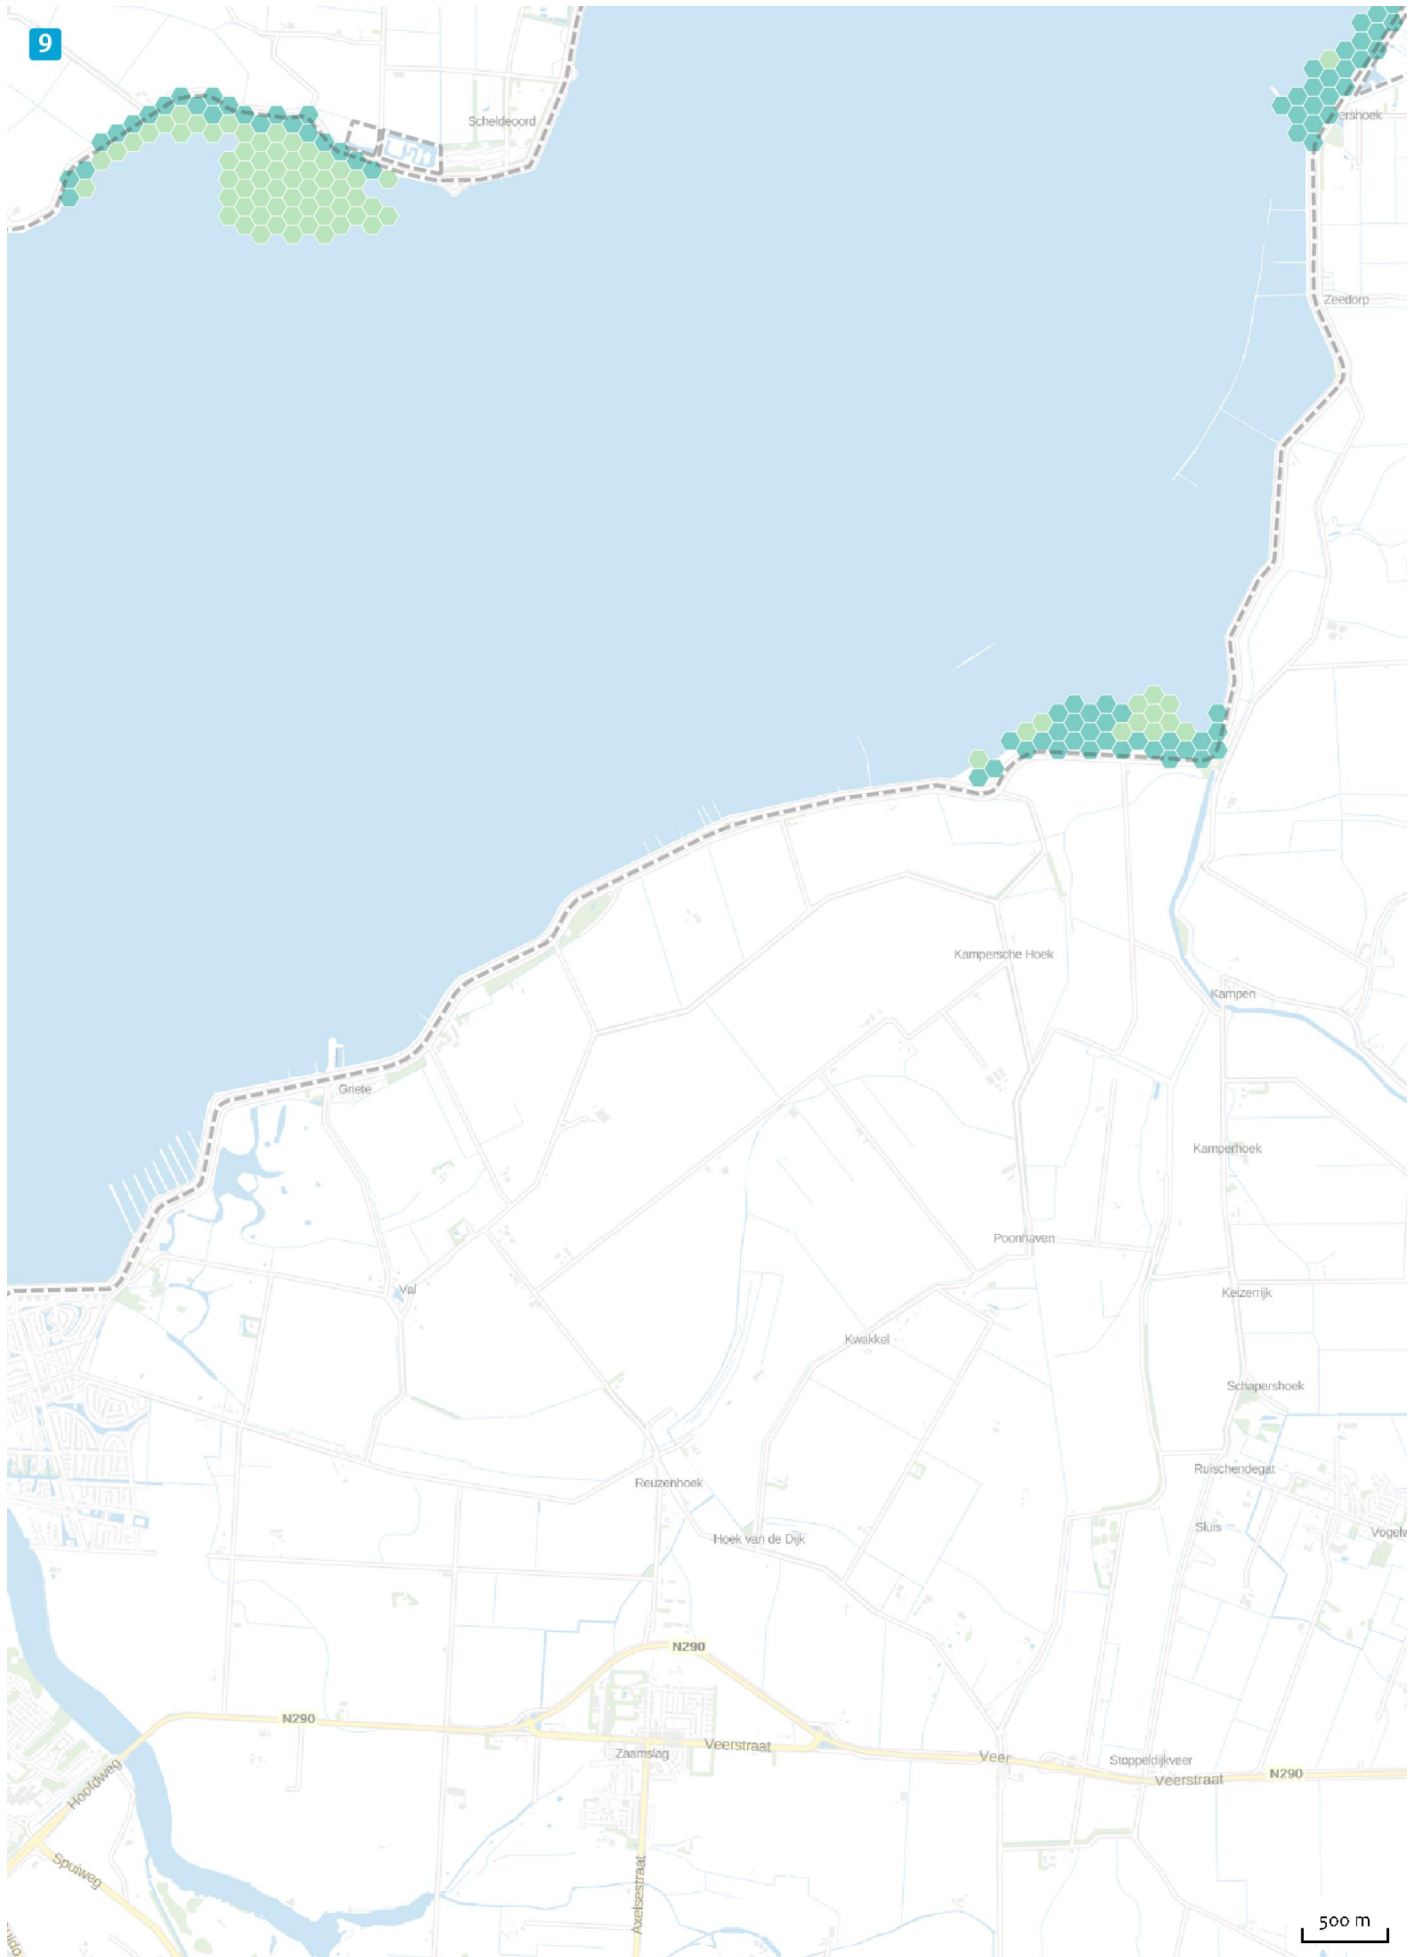 9
Scheldeoord
ershoek
Zeedorp
Kampersche Hoek
Kampen
Griete
Kamperhoek
Poonhaven
Val
Keizerrijk
Kwakkel
Schapershoek
Ruischendegat
Reuzenhoek
Sluis
Vogelw
Hoek van de Dijk
N290
N290
Zaamslag
Veerstraat
Veer
Stoppeldijkveer
Veerstraat
N290
Hoofdweg
Spuiweg
Axelsestraat
500 m